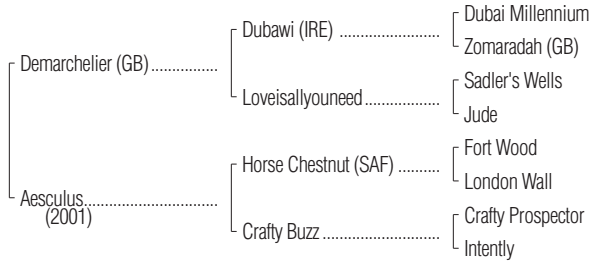 Dubai Millennium
Dubawi (IRE)
Zomaradah (GB)
Demarchelier (GB)
Sadler's Wells
Loveisallyouneed
Jude
Fort Wood
Horse Chestnut (SAF)
London Wall
Aesculus
(2001)
Crafty Prospector
Crafty Buzz
Intently